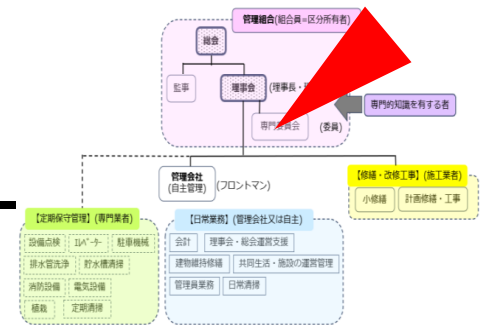 管理組合(組合員=区分所有者)
総会
監事
理事会
(理事長・
専門的知識を有する者
専門委員会
(委員)
管理会社
(自主管理)
(フロントマン)
【修繕・改修工事】(施工業者)
小修繕
計画修繕・工事
【定期保守管理】(専門業者)
設備点検
ｴﾚﾍﾞｰﾀｰ
駐車機械
排水管洗浄
貯水槽清掃
消防設備
電気設備
植栽
定期清掃
【日常業務】(管理会社又は自主)
会計
理事会・総会運営支援
建物維持修繕
共同生活・施設の運営管理
管理員業務
日常清掃